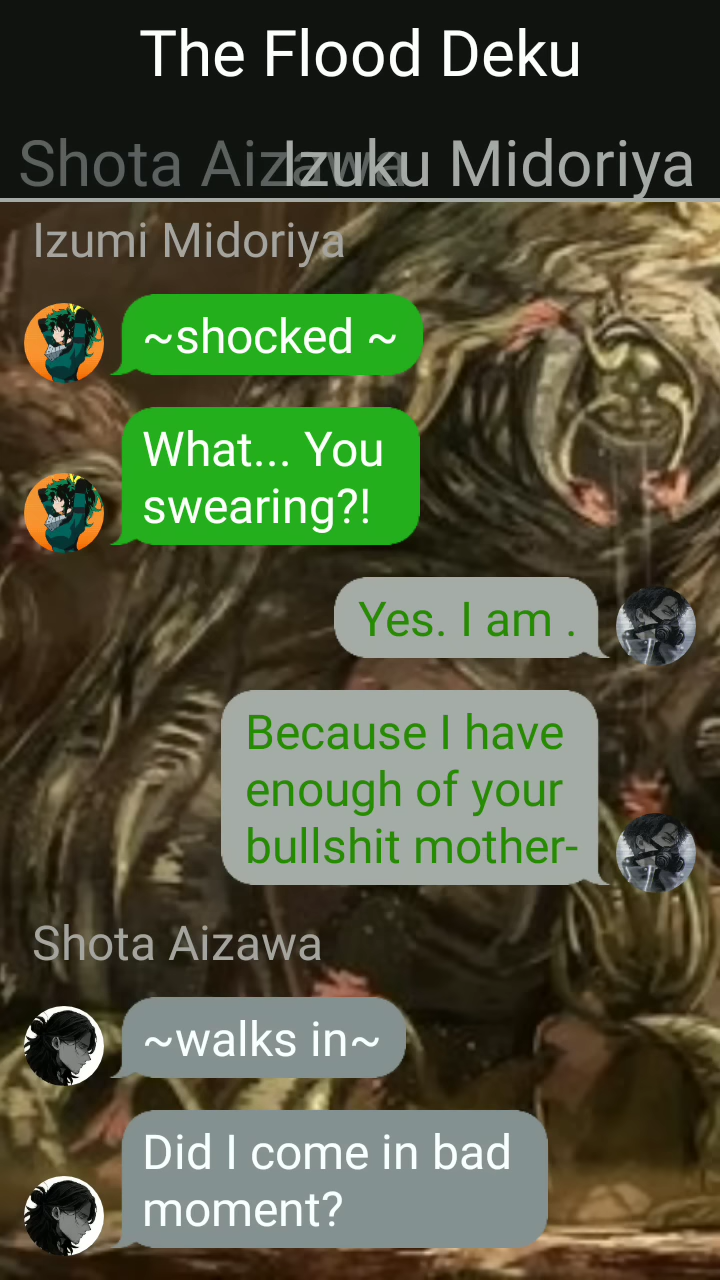 The Flood Deku
Shota Aizawa Izuku Midoriya
Izumi Midoriya
~shocked ~
What... You
swearing?!
Yes. I am .
Because I have
enough of your
bullshit mother-
Shota Aizawa
~walks in~
Did I come in bad
moment?